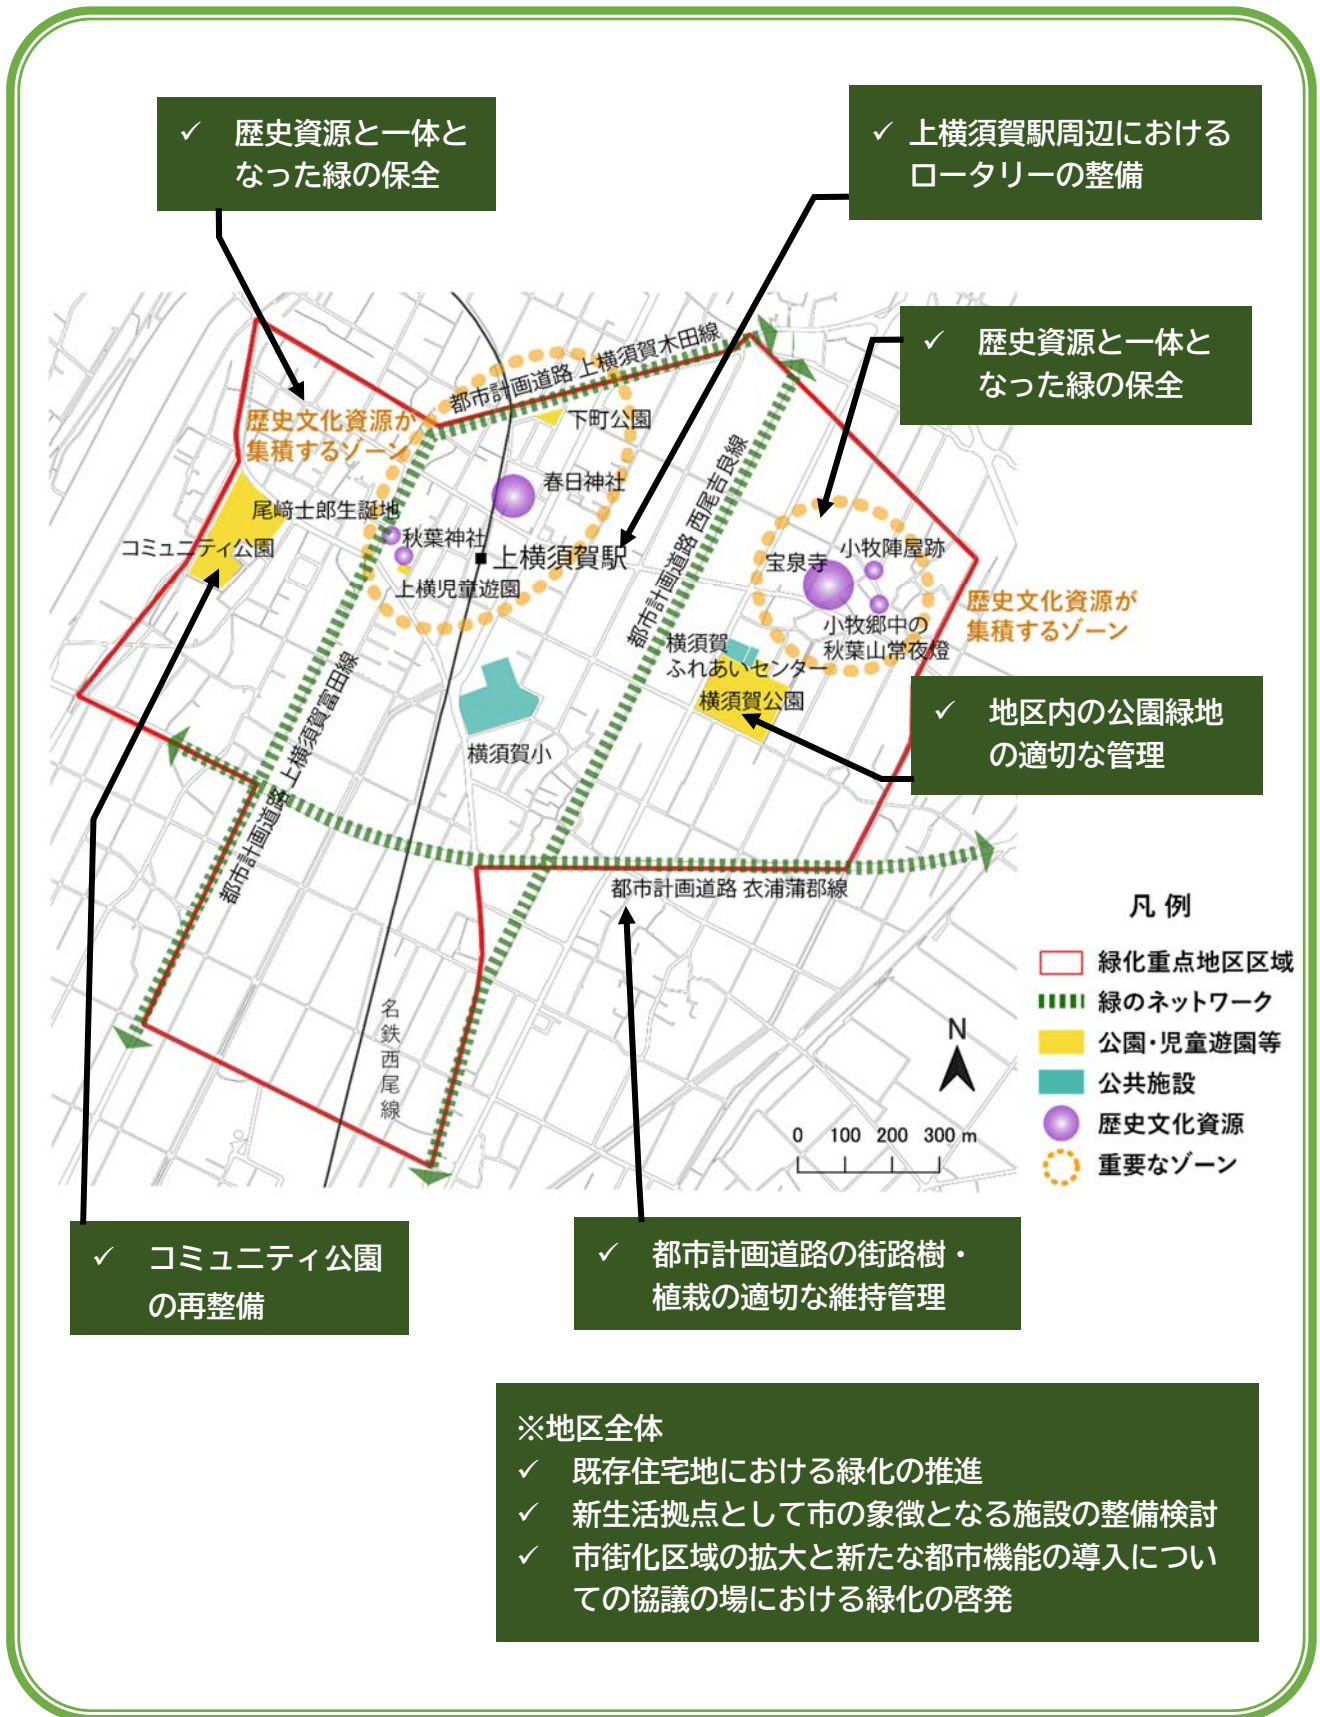 ✓ 歴史資源と一体と
なった緑の保全
✓ 上横須賀駅周辺における
ロータリーの整備
✓ 歴史資源と一体と
なった緑の保全
都市計画道路 上横須賀木田線
歴史文化資源が
集積するゾーン
下町公園
春日神社
尾﨑士郎生誕地
秋葉神社
コミュニティ公園
上横須賀駅
上横児童遊園
都市計画道路 西尾吉良線
宝泉寺
小牧陣屋跡
小牧郷中の
秋葉山常夜燈
歴史文化資源が
集積するゾーン
横須賀
ふれあいセンター
横須賀公園
✓ 地区内の公園緑地
の適切な管理
横須賀小
都市計画道路 上横須賀富田線
都市計画道路 衣浦蒲郡線
名鉄西尾線
凡 例
緑化重点地区区域
緑のネットワーク
公園・児童遊園等
公共施設
歴史文化資源
重要なゾーン
N
0 100 200 300 m
✓ コミュニティ公園
の再整備
✓ 都市計画道路の街路樹・
植栽の適切な維持管理
※地区全体
✓ 既存住宅地における緑化の推進
✓ 新生活拠点として市の象徴となる施設の整備検討
✓ 市街化区域の拡大と新たな都市機能の導入につい
ての協議の場における緑化の啓発